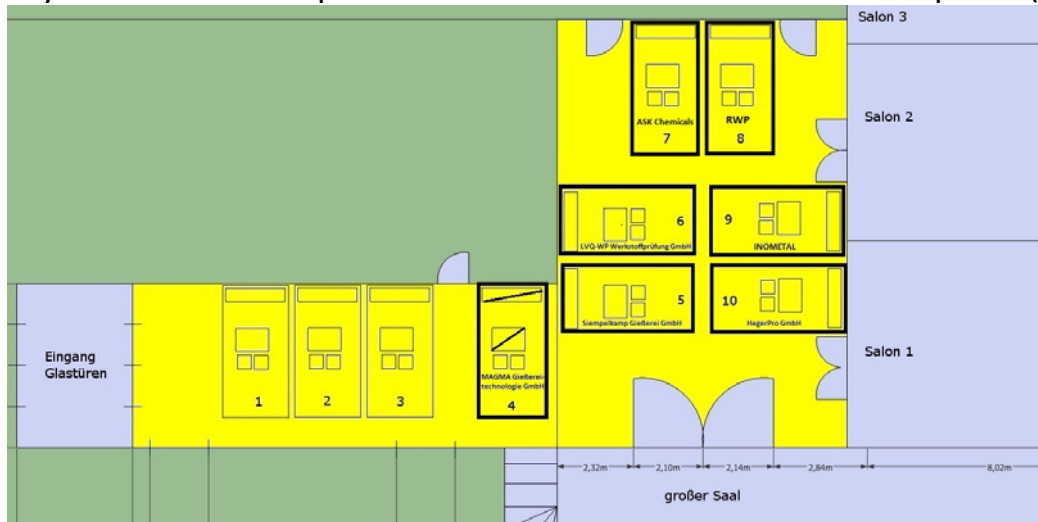 Salon 3
Salon 2
ASK Chemicals
7
RWP
8
6
LVQ-WP Werkstoffprüfung GmbH
9
INOMETAL
5
Siempelkamp Gießerei GmbH
10
HegerPro GmbH
Salon 1
Eingang
Glastüren
1
2
3
MAGMA Gießerei-
technologie GmbH
4
2,32m
2,10m
2,14m
2,84m
8,02m
großer Saal